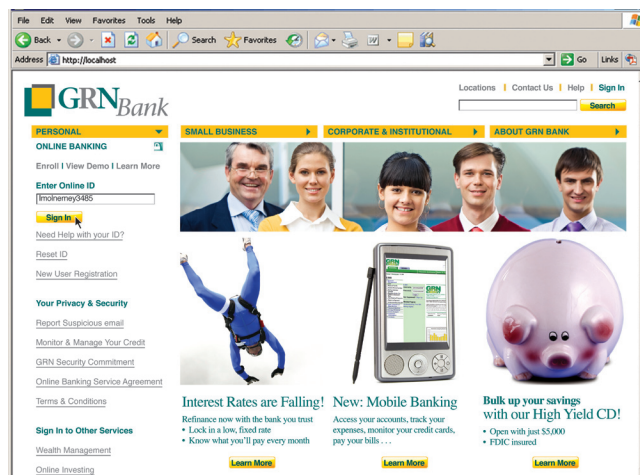 File Edit View Favorites Tools Help
Back Search Favorites
Address http://localhost Go Links
Locations | Contact Us | Help | Sign In
GRNBank
Search
PERSONAL SMALL BUSINESS CORPORATE & INSTITUTIONAL ABOUT GRN BANK
ONLINE BANKING
Enroll | View Demo | Learn More
Enter Online ID
lmolnerney3485
Sign In
Need Help with your ID?
Reset ID
New User Registration
Your Privacy & Security
Report Suspicious email
Monitor & Manage Your Credit
GRN Security Commitment
Online Banking Service Agreement
Terms & Conditions
Sign In to Other Services
Wealth Management
Online Investing
Interest Rates are Falling!
Refinance now with the bank you trust
• Lock in a low, fixed rate
• Know what you'll pay every month
Learn More
GRN
GRN
New: Mobile Banking
Access your accounts, track your
expenses, monitor your credit cards,
pay your bills . . .
Learn More
Bulk up your savings
with our High Yield CD!
• Open with just $5,000
• FDIC insured
Learn More